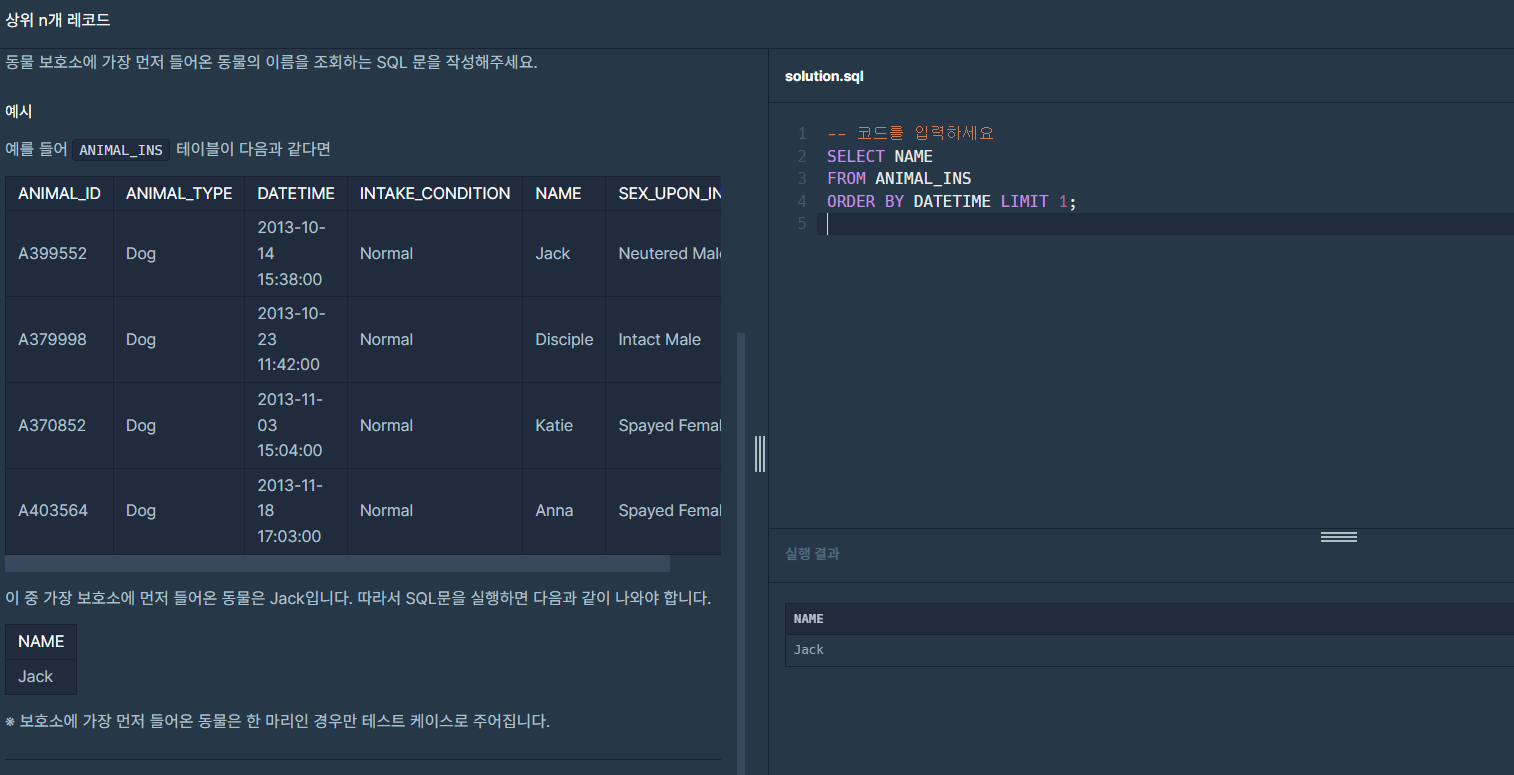 상위 n개 레코드
동물 보호소에 가장 먼저 들어온 동물의 이름을 조회하는 SQL 문을 작성해주세요.
예시
예를 들어 ANIMAL_INS 테이블이 다음과 같다면
ANIMAL_ID ANIMAL_TYPE DATETIME INTAKE_CONDITION NAME SEX_UPON_IN
A399552 Dog 2013-10-
14
15:38:00 Normal Jack Neutered Mal
A379998 Dog 2013-10-
23
11:42:00 Normal Disciple Intact Male
A370852 Dog 2013-11-
03
15:04:00 Normal Katie Spayed Femal
A403564 Dog 2013-11-
18
17:03:00 Normal Anna Spayed Femal
이 중 가장 보호소에 먼저 들어온 동물은 Jack입니다. 따라서 SQL문을 실행하면 다음과 같이 나와야 합니다.
NAME
Jack
※ 보호소에 가장 먼저 들어온 동물은 한 마리인 경우만 테스트 케이스로 주어집니다.
solution.sql
1 -- 코드를 입력하세요
2 SELECT NAME
3 FROM ANIMAL_INS
4 ORDER BY DATETIME LIMIT 1;
5
실행 결과
NAME
Jack